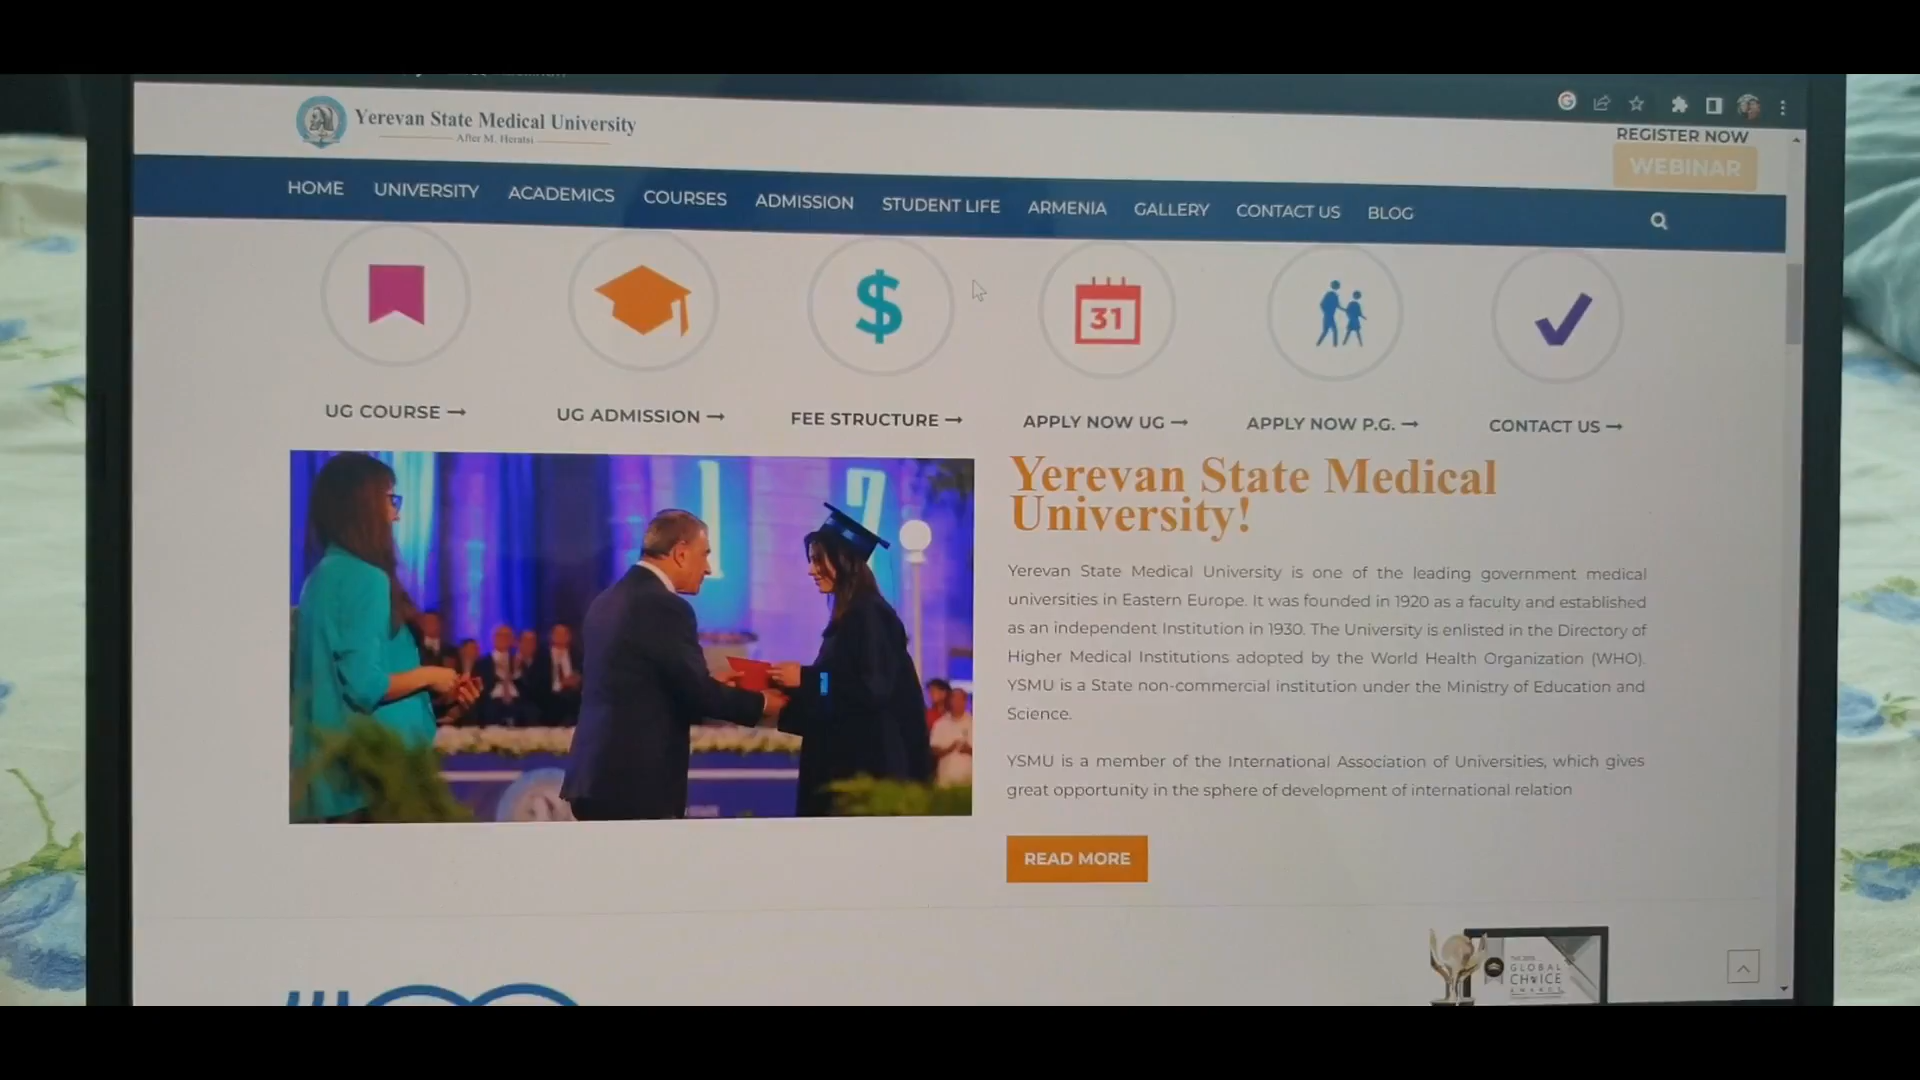 Yerevan State Medical University
After M. Heratsi
REGISTER NOW
WEBINAR
HOME UNIVERSITY ACADEMICS COURSES ADMISSION STUDENT LIFE ARMENIA GALLERY CONTACT US BLOG
31
UG COURSE → UG ADMISSION → FEE STRUCTURE → APPLY NOW UG → APPLY NOW P.G. → CONTACT US →
17
Yerevan State Medical
University!
Yerevan State Medical University is one of the leading government medical
universities in Eastern Europe. It was founded in 1920 as a faculty and established
as an independent Institution in 1930. The University is enlisted in the Directory of
Higher Medical Institutions adopted by the World Health Organization (WHO).
YSMU is a State non-commercial institution under the Ministry of Education and
Science.
YSMU is a member of the International Association of Universities, which gives
great opportunity in the sphere of development of international relation
READ MORE
GLOBAL
CHOICE
AWARDS